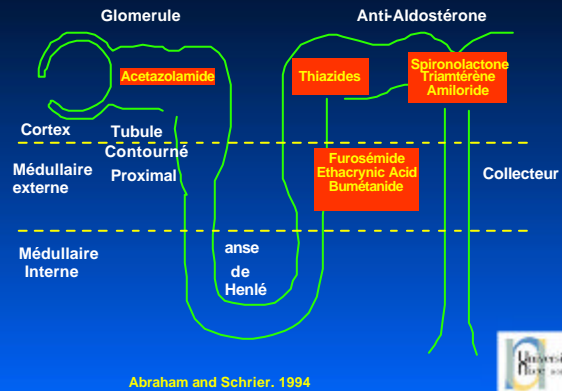 Glomerule
Anti-Aldostérone
Acetazolamide
Thiazides
Spironolactone
Triamtérène
Amiloride
Cortex
Tubule
Contourné
Proximal
Médullaire
externe
Furosémide
Ethacrynic Acid
Bumétanide
Collecteur
Médullaire
Interne
anse
de
Henlé
Abraham and Schrier. 1994